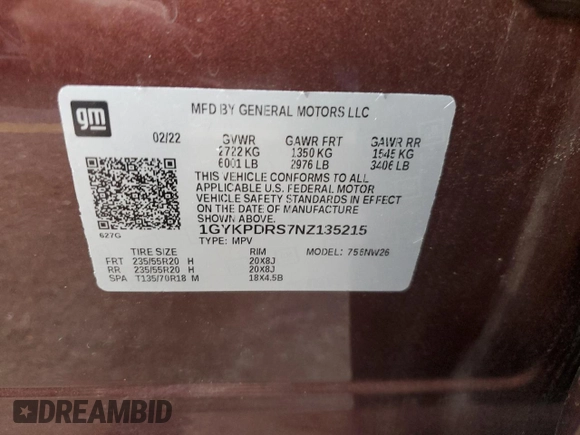 gm
MFD BY GENERAL MOTORS LLC
02/22 GVWR GAWR FRT GAWR RR
2722 KG 1350 KG 1545 KG
6001 LB 2976 LB 3406 LB
THIS VEHICLE CONFORMS TO ALL
APPLICABLE U.S. FEDERAL MOTOR
VEHICLE SAFETY STANDARDS IN EFFECT
ON THE DATE OF MANUFACTURE
SHOWN ABOVE.
1GYKPDRS7NZ135215
627G TYPE: MPV
TIRE SIZE RIM MODEL: 756NW26
FRT 235/55R20 H 20X8J
RR 235/55R20 H 20X8J
SPA T135/70R18 M 18X4.5B
DREAMBID